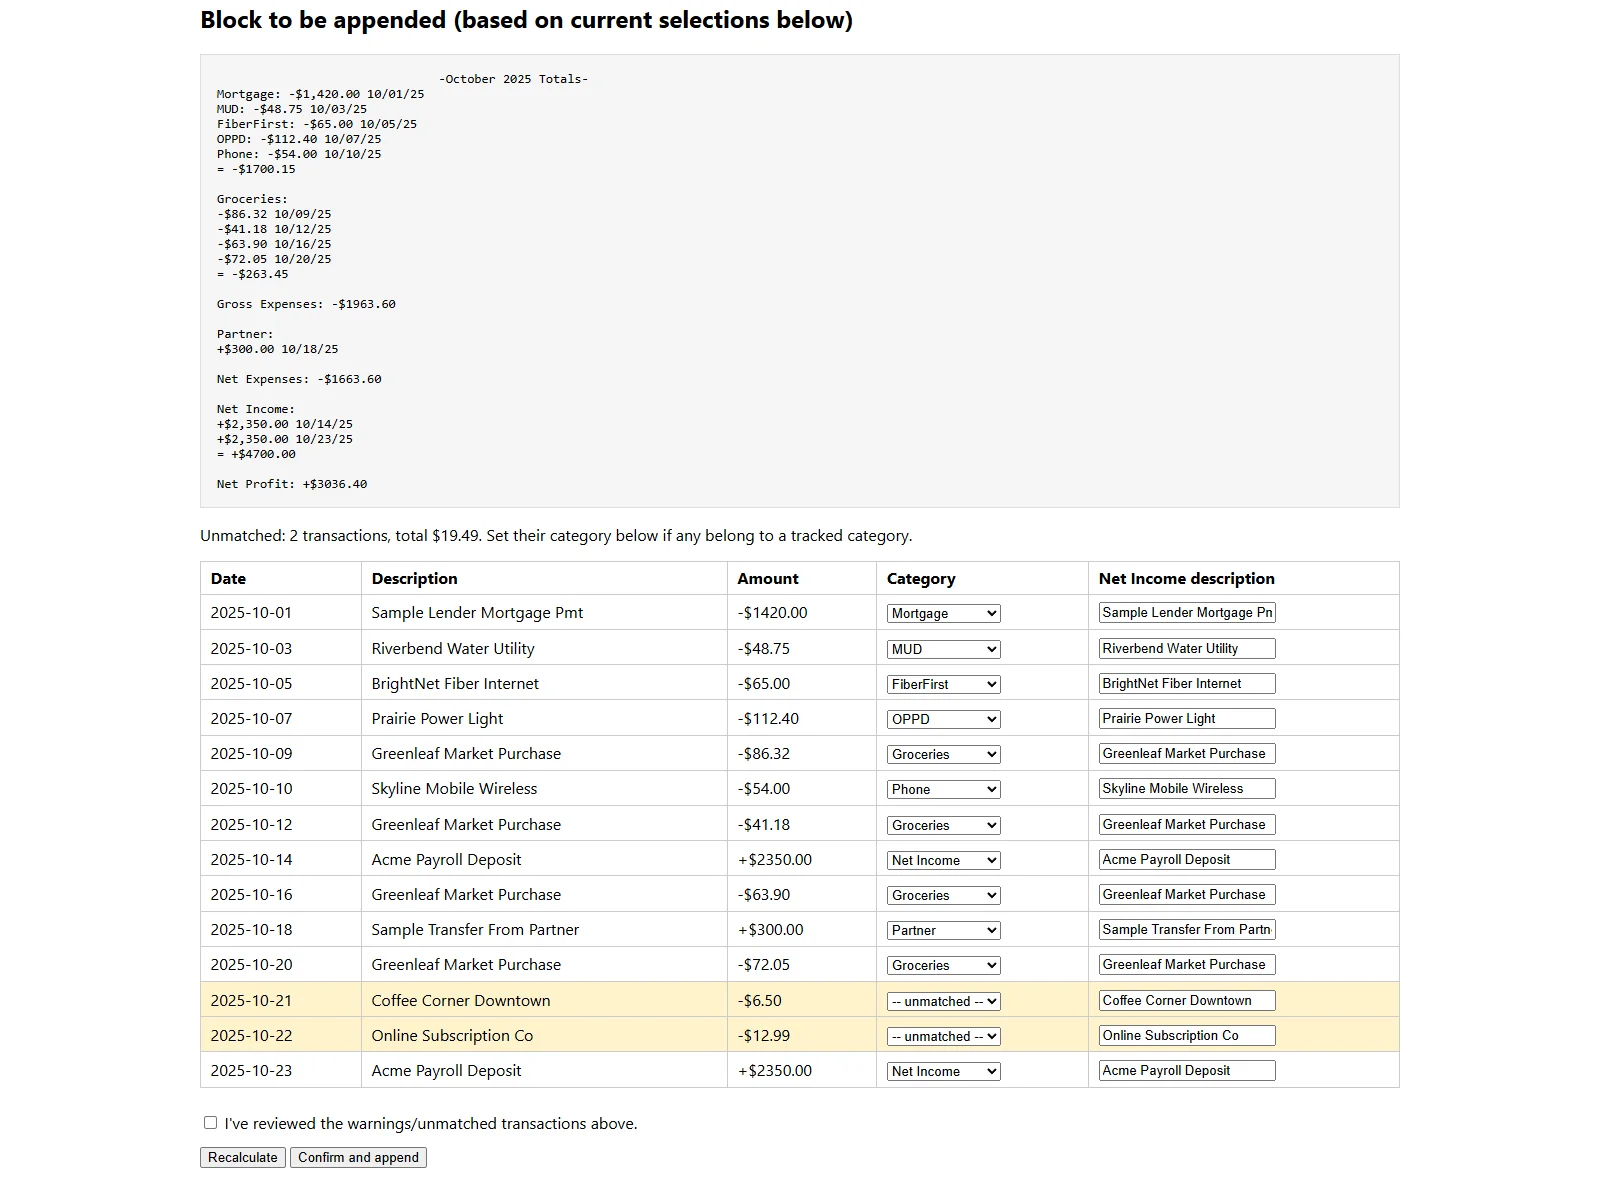 Block to be appended (based on current selections below)
-October 2025 Totals-
Mortgage: -$1,420.00 10/01/25
MUD: -$48.75 10/03/25
FiberFirst: -$65.00 10/05/25
OPPD: -$112.40 10/07/25
Phone: -$54.00 10/10/25
= -$1700.15
Groceries:
-$86.32 10/09/25
-$41.18 10/12/25
-$63.90 10/16/25
-$72.05 10/20/25
= -$263.45
Gross Expenses: -$1963.60
Partner:
+$300.00 10/18/25
Net Expenses: -$1663.60
Net Income:
+$2,350.00 10/14/25
+$2,350.00 10/23/25
= +$4700.00
Net Profit: +$3036.40
Unmatched: 2 transactions, total $19.49. Set their category below if any belong to a tracked category.
Date Description Amount Category Net Income description
2025-10-01 Sample Lender Mortgage Pmt -$1420.00 Mortgage Sample Lender Mortgage Pn
2025-10-03 Riverbend Water Utility -$48.75 MUD Riverbend Water Utility
2025-10-05 BrightNet Fiber Internet -$65.00 FiberFirst BrightNet Fiber Internet
2025-10-07 Prairie Power Light -$112.40 OPPD Prairie Power Light
2025-10-09 Greenleaf Market Purchase -$86.32 Groceries Greenleaf Market Purchase
2025-10-10 Skyline Mobile Wireless -$54.00 Phone Skyline Mobile Wireless
2025-10-12 Greenleaf Market Purchase -$41.18 Groceries Greenleaf Market Purchase
2025-10-14 Acme Payroll Deposit +$2350.00 Net Income Acme Payroll Deposit
2025-10-16 Greenleaf Market Purchase -$63.90 Groceries Greenleaf Market Purchase
2025-10-18 Sample Transfer From Partner +$300.00 Partner Sample Transfer From Partn
2025-10-20 Greenleaf Market Purchase -$72.05 Groceries Greenleaf Market Purchase
2025-10-21 Coffee Corner Downtown -$6.50 -- unmatched -- Coffee Corner Downtown
2025-10-22 Online Subscription Co -$12.99 -- unmatched -- Online Subscription Co
2025-10-23 Acme Payroll Deposit +$2350.00 Net Income Acme Payroll Deposit
I've reviewed the warnings/unmatched transactions above.
Recalculate Confirm and append